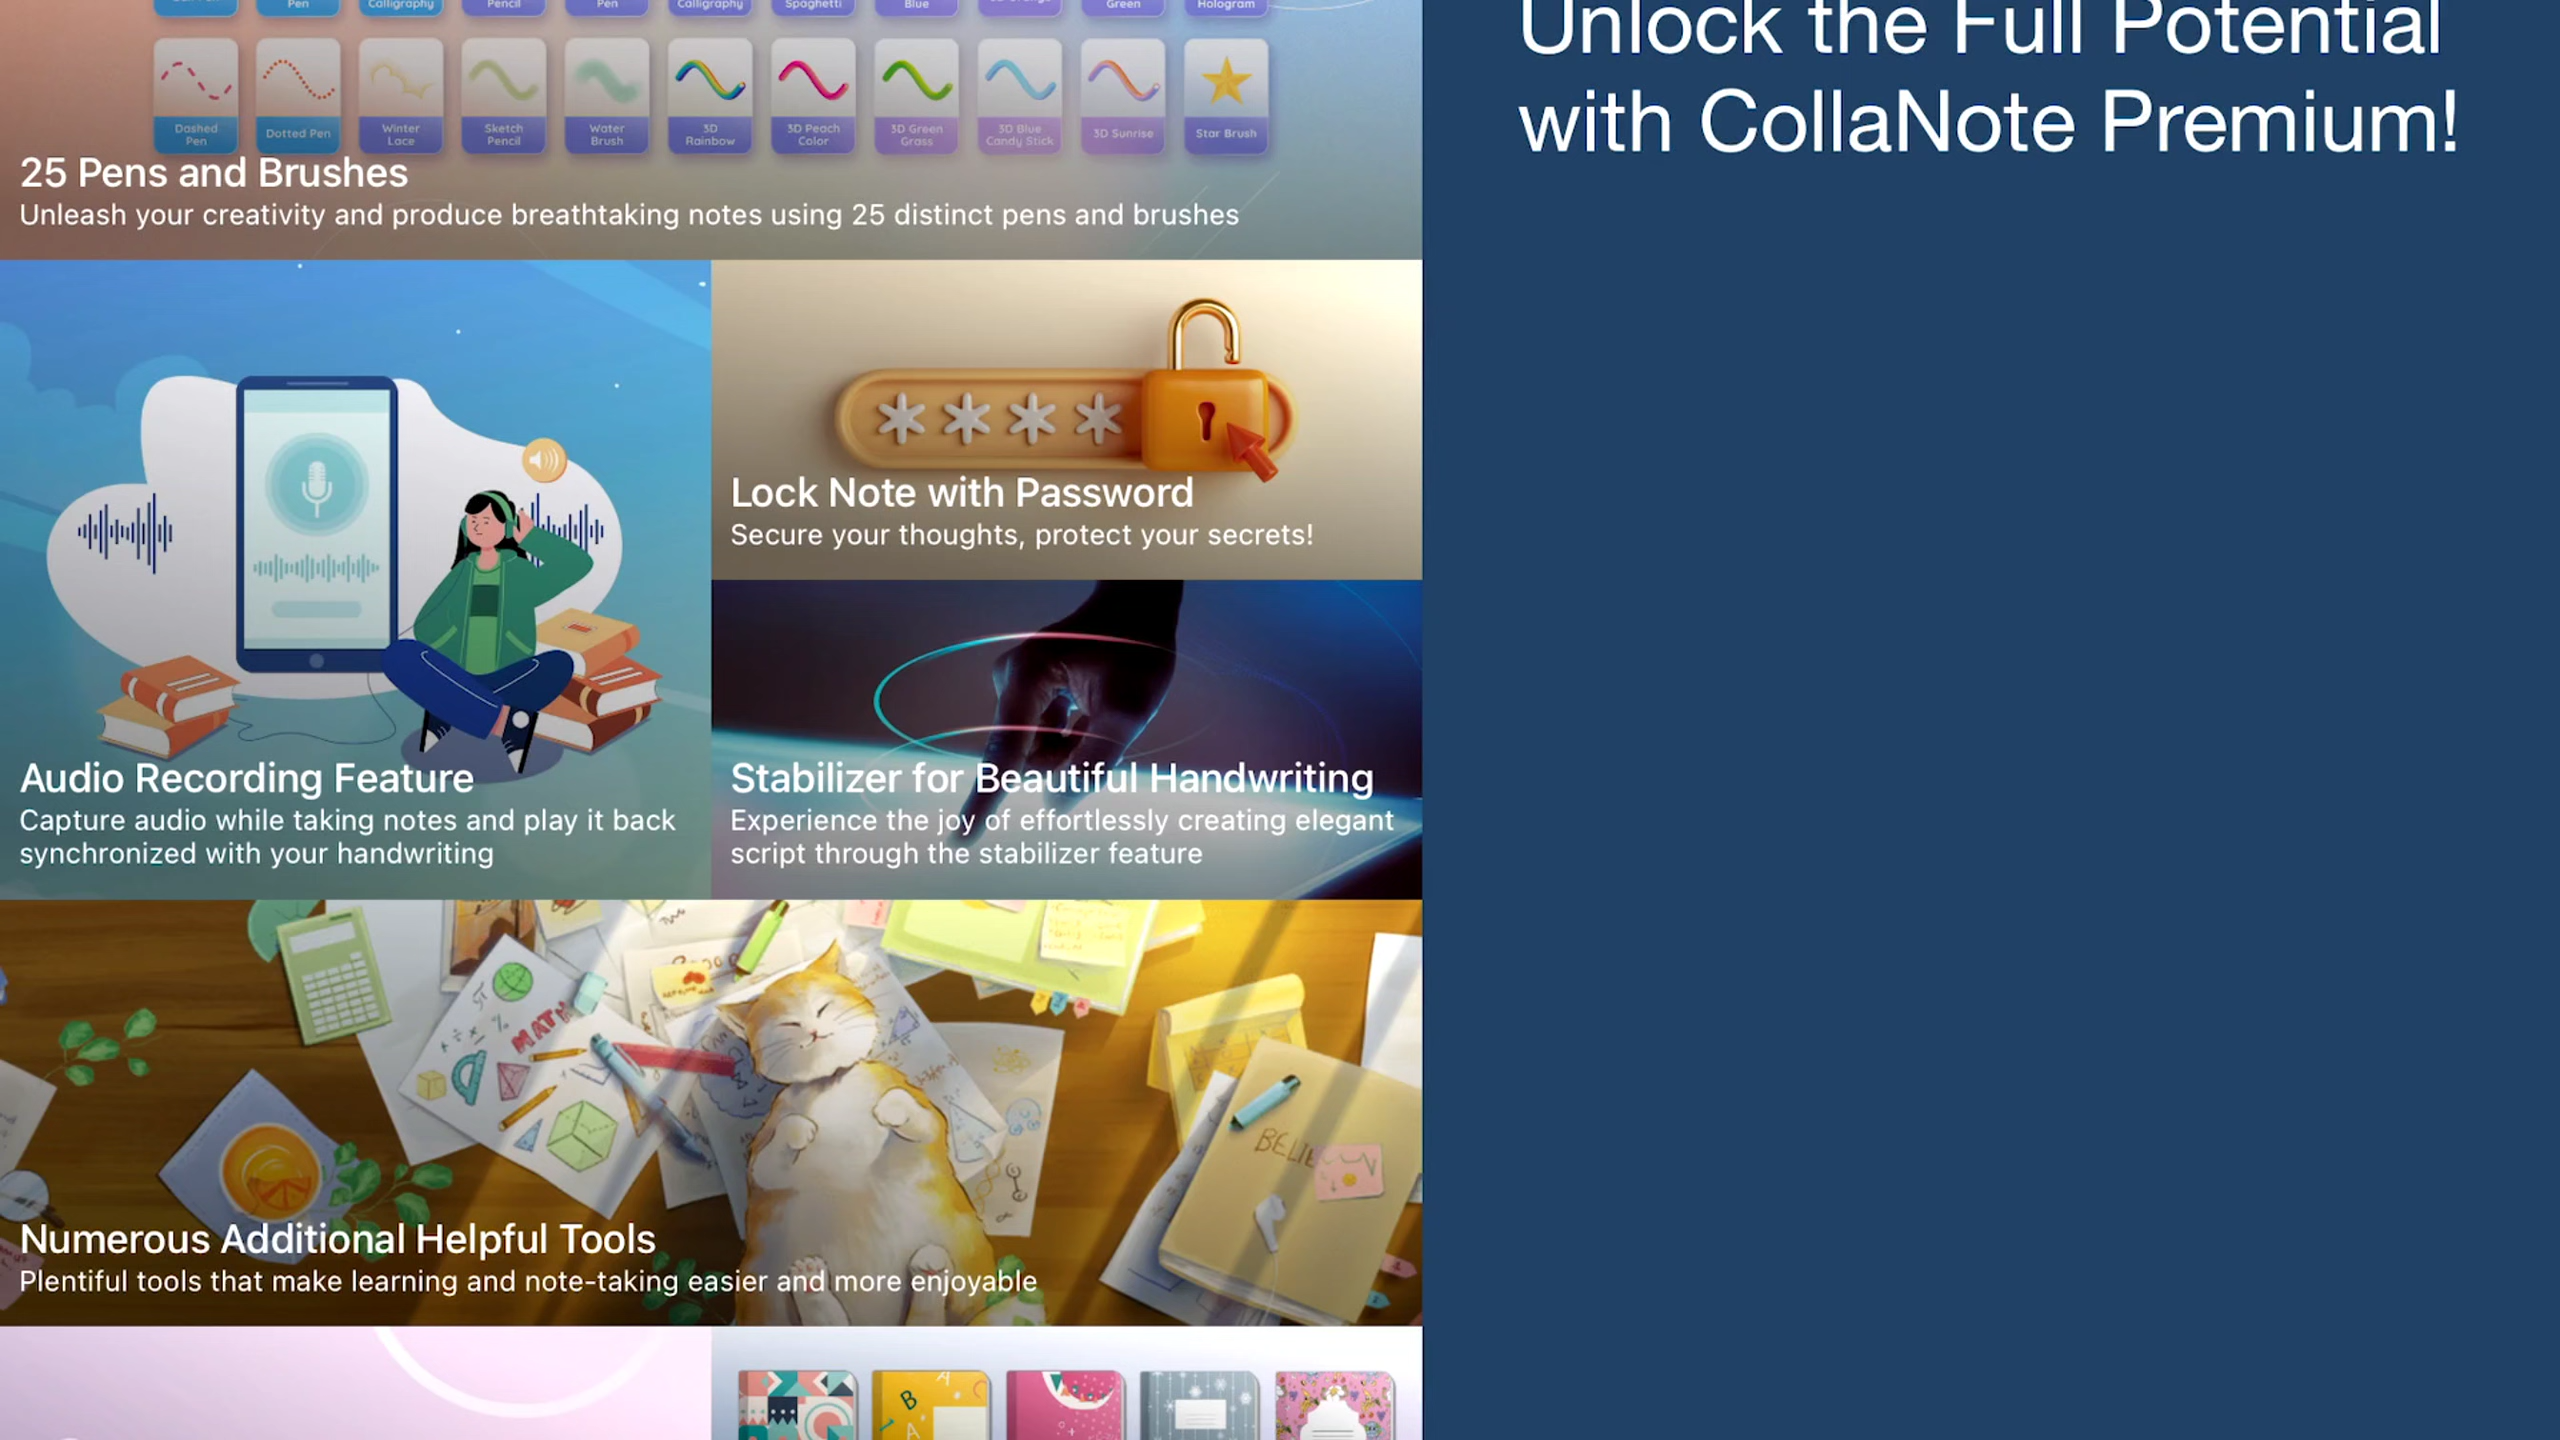 Pen
Calligraphy
Pencil
Pen
Calligraphy
Spaghetti
Blue
Green
Hologram
Dashed
Pen
Dotted Pen
Winter
Lace
Sketch
Pencil
Water
Brush
3D
Rainbow
3D Peach
Color
3D Green
Grass
3D Blue
Candy Stick
3D Sunrise
Star Brush
25 Pens and Brushes
Unleash your creativity and produce breathtaking notes using 25 distinct pens and brushes
Unlock the Full Potential
with CollaNote Premium!
Lock Note with Password
Secure your thoughts, protect your secrets!
Audio Recording Feature
Capture audio while taking notes and play it back
synchronized with your handwriting
Stabilizer for Beautiful Handwriting
Experience the joy of effortlessly creating elegant
script through the stabilizer feature
MATH
Numerous Additional Helpful Tools
Plentiful tools that make learning and note-taking easier and more enjoyable
A
B
A